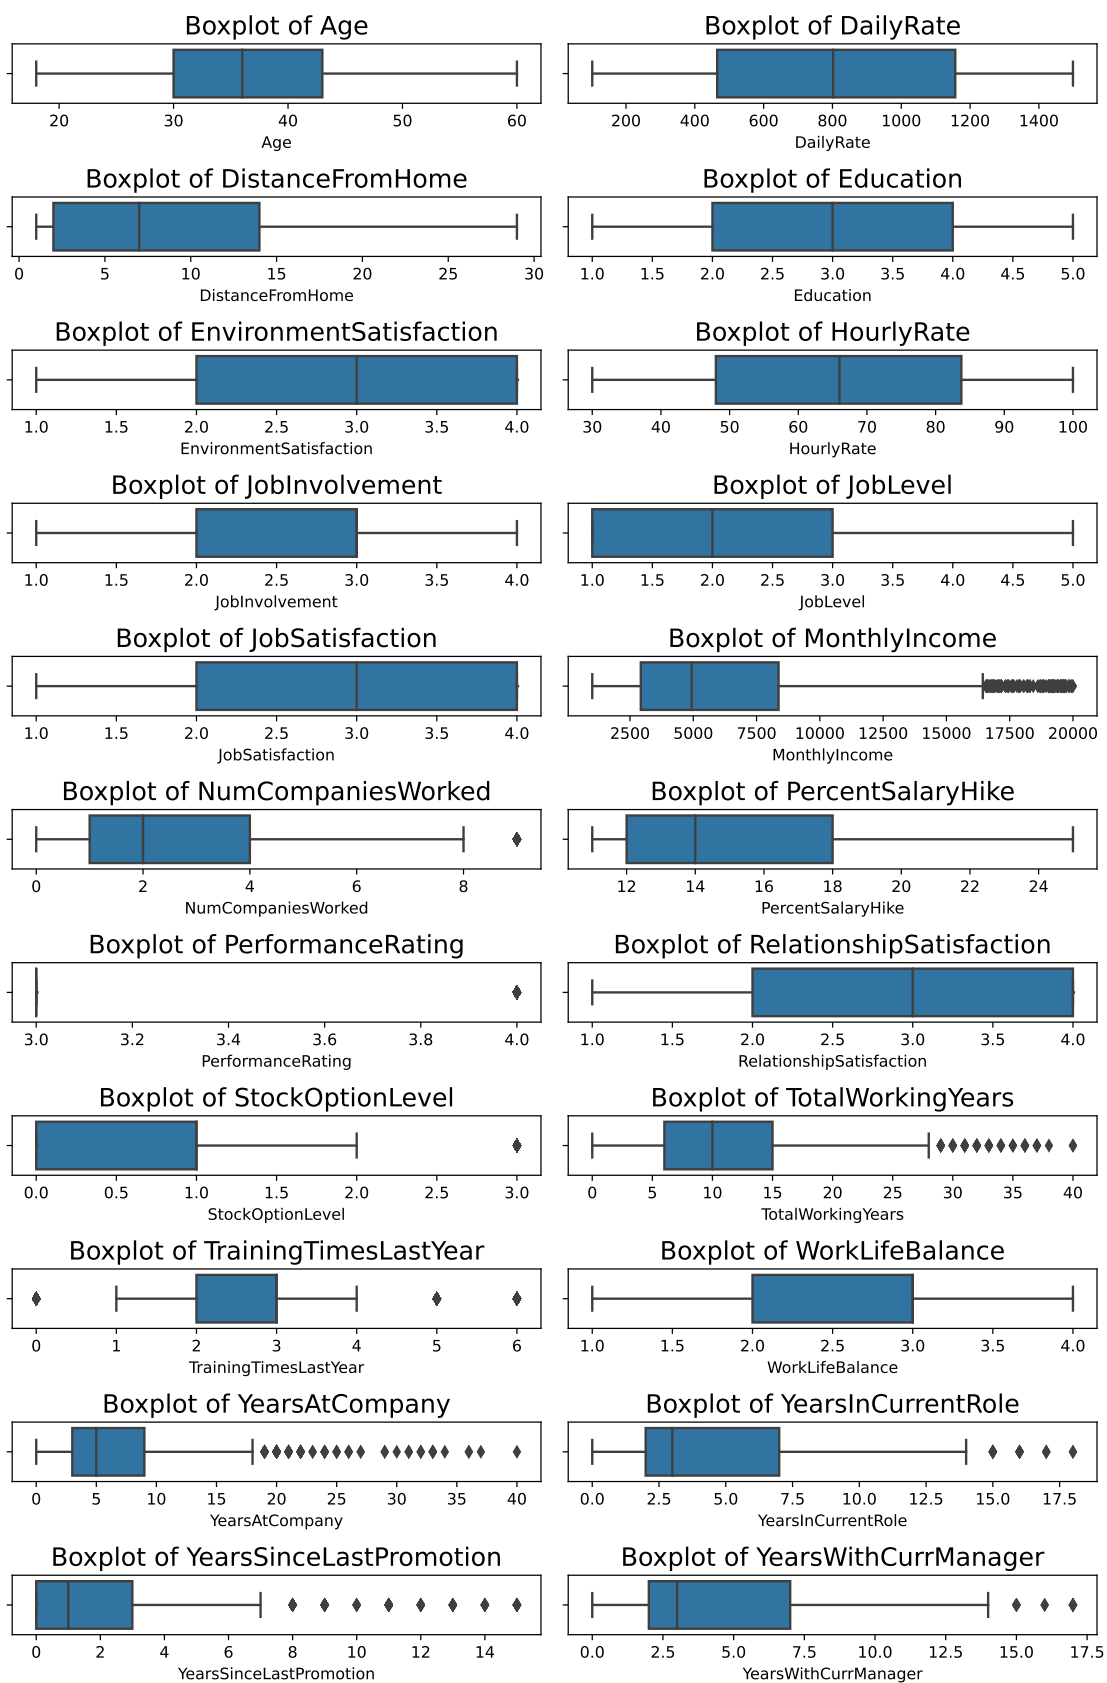 Boxplot of Age
20 30 40 50 60
Age
Boxplot of DailyRate
200 400 600 800 1000 1200 1400
DailyRate
Boxplot of DistanceFromHome
0 5 10 15 20 25 30
DistanceFromHome
Boxplot of Education
1.0 1.5 2.0 2.5 3.0 3.5 4.0 4.5 5.0
Education
Boxplot of EnvironmentSatisfaction
1.0 1.5 2.0 2.5 3.0 3.5 4.0
EnvironmentSatisfaction
Boxplot of HourlyRate
30 40 50 60 70 80 90 100
HourlyRate
Boxplot of JobInvolvement
1.0 1.5 2.0 2.5 3.0 3.5 4.0
JobInvolvement
Boxplot of JobLevel
1.0 1.5 2.0 2.5 3.0 3.5 4.0 4.5 5.0
JobLevel
Boxplot of JobSatisfaction
1.0 1.5 2.0 2.5 3.0 3.5 4.0
JobSatisfaction
Boxplot of MonthlyIncome
2500 5000 7500 10000 12500 15000 17500 20000
MonthlyIncome
Boxplot of NumCompaniesWorked
0 2 4 6 8
NumCompaniesWorked
Boxplot of PercentSalaryHike
12 14 16 18 20 22 24
PercentSalaryHike
Boxplot of PerformanceRating
3.0 3.2 3.4 3.6 3.8 4.0
PerformanceRating
Boxplot of RelationshipSatisfaction
1.0 1.5 2.0 2.5 3.0 3.5 4.0
RelationshipSatisfaction
Boxplot of StockOptionLevel
0.0 0.5 1.0 1.5 2.0 2.5 3.0
StockOptionLevel
Boxplot of TotalWorkingYears
0 5 10 15 20 25 30 35 40
TotalWorkingYears
Boxplot of TrainingTimesLastYear
0 1 2 3 4 5 6
TrainingTimesLastYear
Boxplot of WorkLifeBalance
1.0 1.5 2.0 2.5 3.0 3.5 4.0
WorkLifeBalance
Boxplot of YearsAtCompany
0 5 10 15 20 25 30 35 40
YearsAtCompany
Boxplot of YearsInCurrentRole
0.0 2.5 5.0 7.5 10.0 12.5 15.0 17.5
YearsInCurrentRole
Boxplot of YearsSinceLastPromotion
0 2 4 6 8 10 12 14
YearsSinceLastPromotion
Boxplot of YearsWithCurrManager
0.0 2.5 5.0 7.5 10.0 12.5 15.0 17.5
YearsWithCurrManager